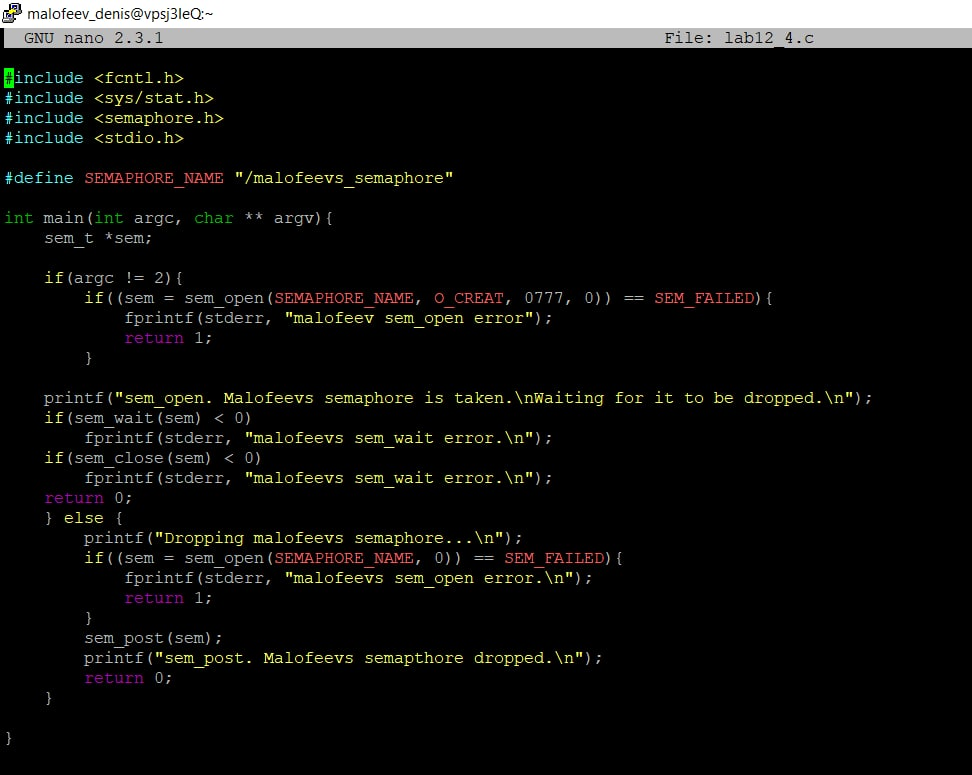 malofeev_denis@vpsj3IeQ:~
GNU nano 2.3.1 File: lab12_4.c
#include <fcntl.h>
#include <sys/stat.h>
#include <semaphore.h>
#include <stdio.h>
#define SEMAPHORE_NAME "/malofeevs_semaphore"
int main(int argc, char ** argv){
    sem_t *sem;
    if(argc != 2){
        if((sem = sem_open(SEMAPHORE_NAME, O_CREAT, 0777, 0)) == SEM_FAILED){
            fprintf(stderr, "malofeev sem_open error");
            return 1;
        }
    printf("sem_open. Malofeevs semaphore is taken.\nWaiting for it to be dropped.\n");
    if(sem_wait(sem) < 0)
        fprintf(stderr, "malofeevs sem_wait error.\n");
    if(sem_close(sem) < 0)
        fprintf(stderr, "malofeevs sem_wait error.\n");
    return 0;
    } else {
        printf("Dropping malofeevs semaphore...\n");
        if((sem = sem_open(SEMAPHORE_NAME, 0)) == SEM_FAILED){
            fprintf(stderr, "malofeevs sem_open error.\n");
            return 1;
        }
        sem_post(sem);
        printf("sem_post. Malofeevs semapthore dropped.\n");
        return 0;
    }
}